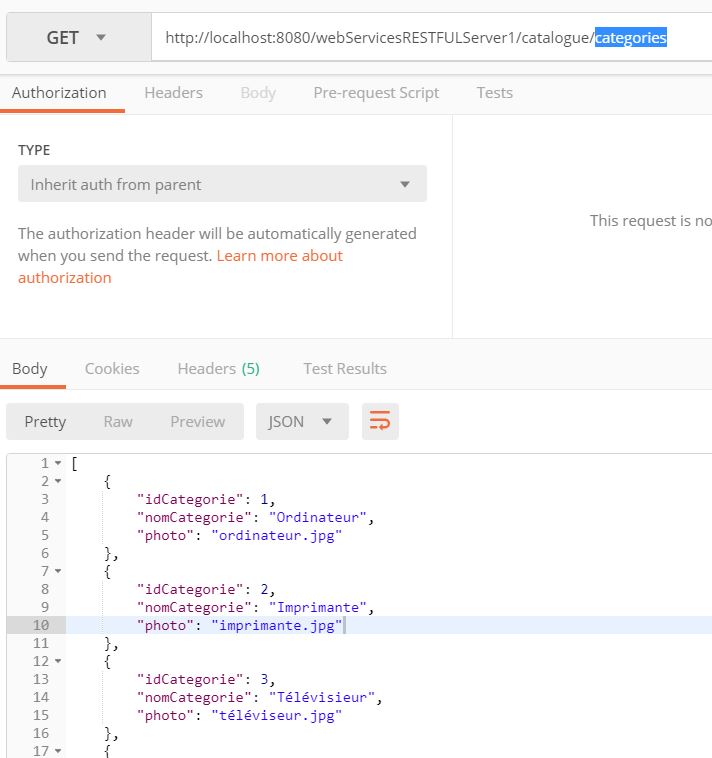 GET http://localhost:8080/webServicesRESTFULServer1/catalogue/categories
Authorization Headers Body Pre-request Script Tests
TYPE
Inherit auth from parent
The authorization header will be automatically generated
when you send the request. Learn more about
authorization
This request is no
Body Cookies Headers (5) Test Results
Pretty Raw Preview JSON
1 [
2 {
3 "idCategorie": 1,
4 "nomCategorie": "Ordinateur",
5 "photo": "ordinateur.jpg"
6 },
7 {
8 "idCategorie": 2,
9 "nomCategorie": "Imprimante",
10 "photo": "imprimante.jpg"
11 },
12 {
13 "idCategorie": 3,
14 "nomCategorie": "Télévisieur",
15 "photo": "téléviseur.jpg"
16 },
17 {